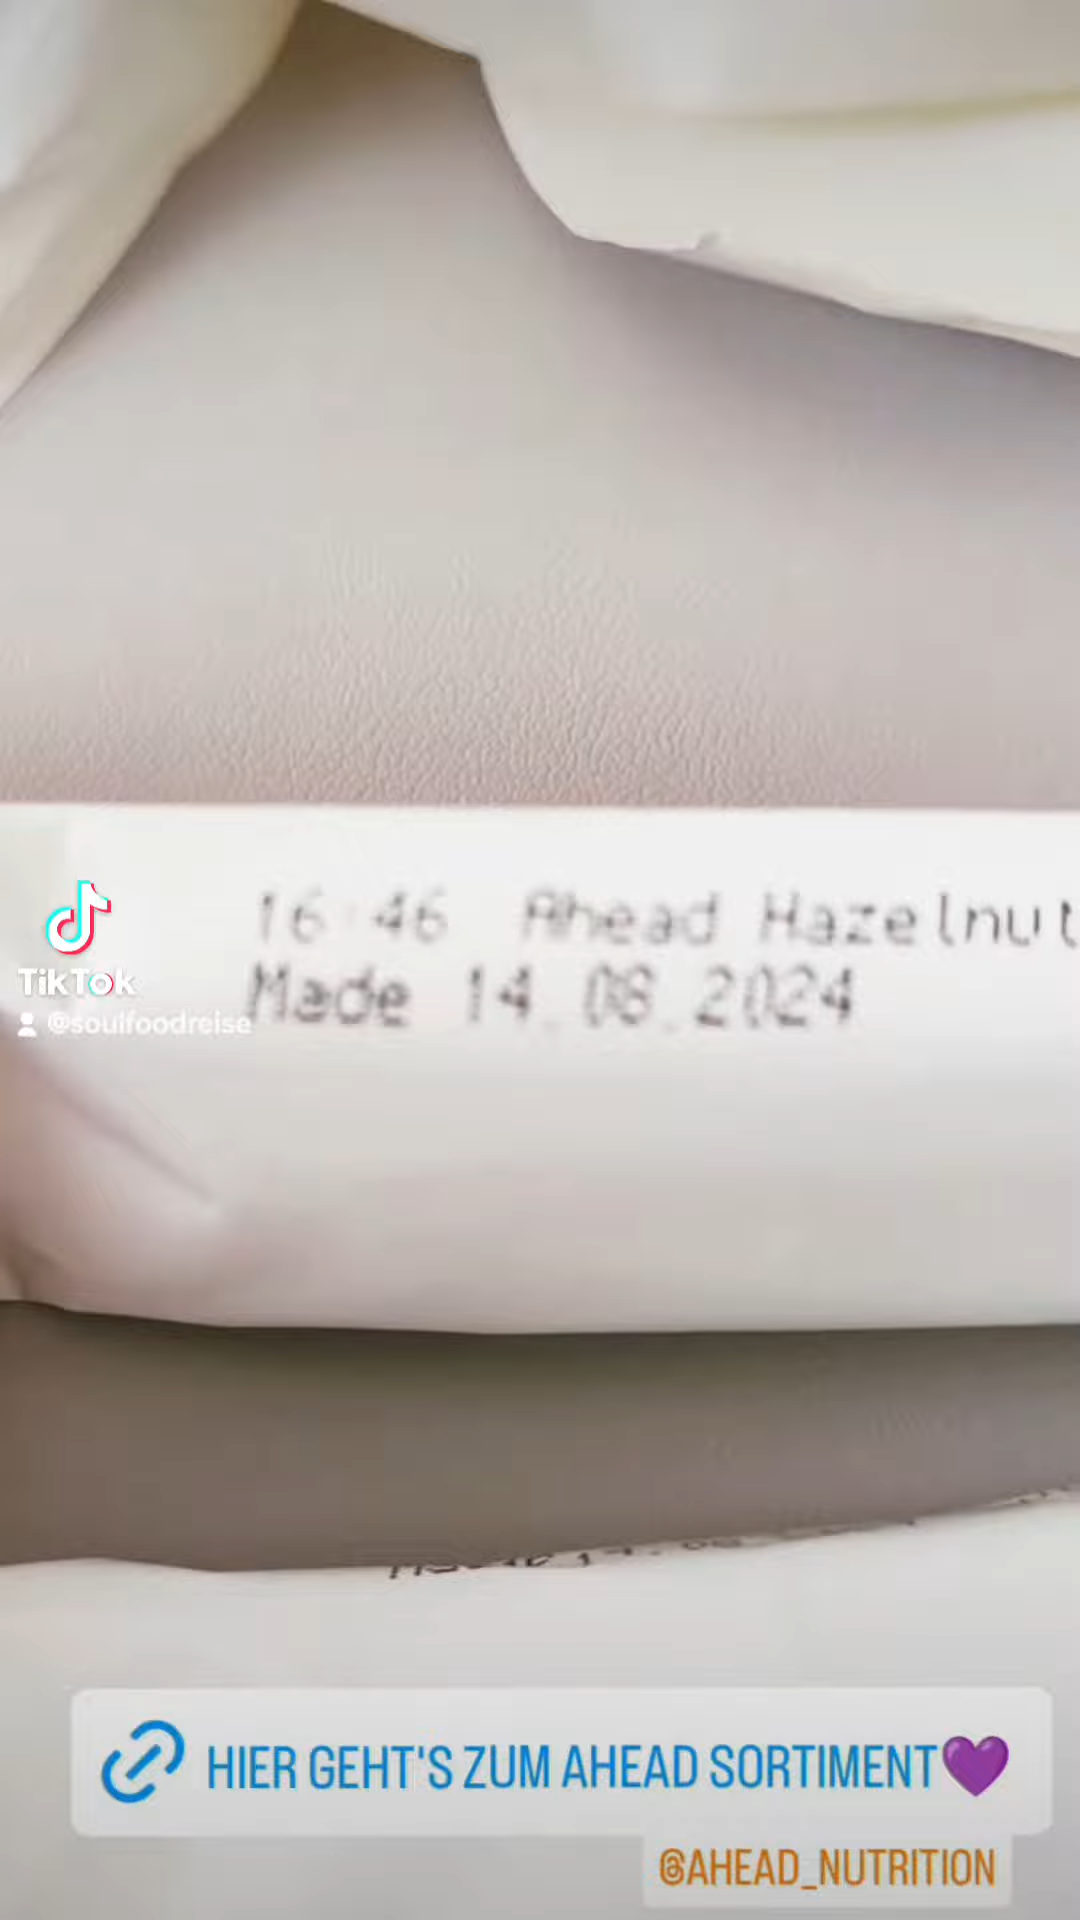 16:46 Ahead Hazelnut
Made 14.08.2024
TikTok
@soulfoodreise
HIER GEHT'S ZUM AHEAD SORTIMENT💜
@AHEAD_NUTRITION